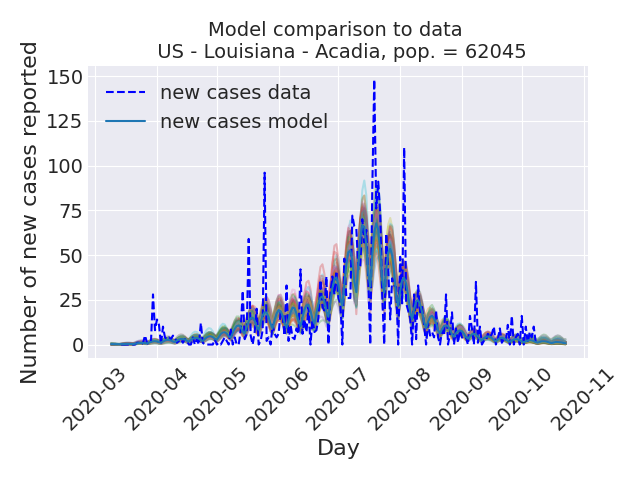 Model comparison to data
US - Louisiana - Acadia, pop. = 62045
Number of new cases reported
150
125
100
75
50
25
0
new cases data
new cases model
2020-03
2020-04
2020-05
2020-06
2020-07
2020-08
2020-09
2020-10
2020-11
Day